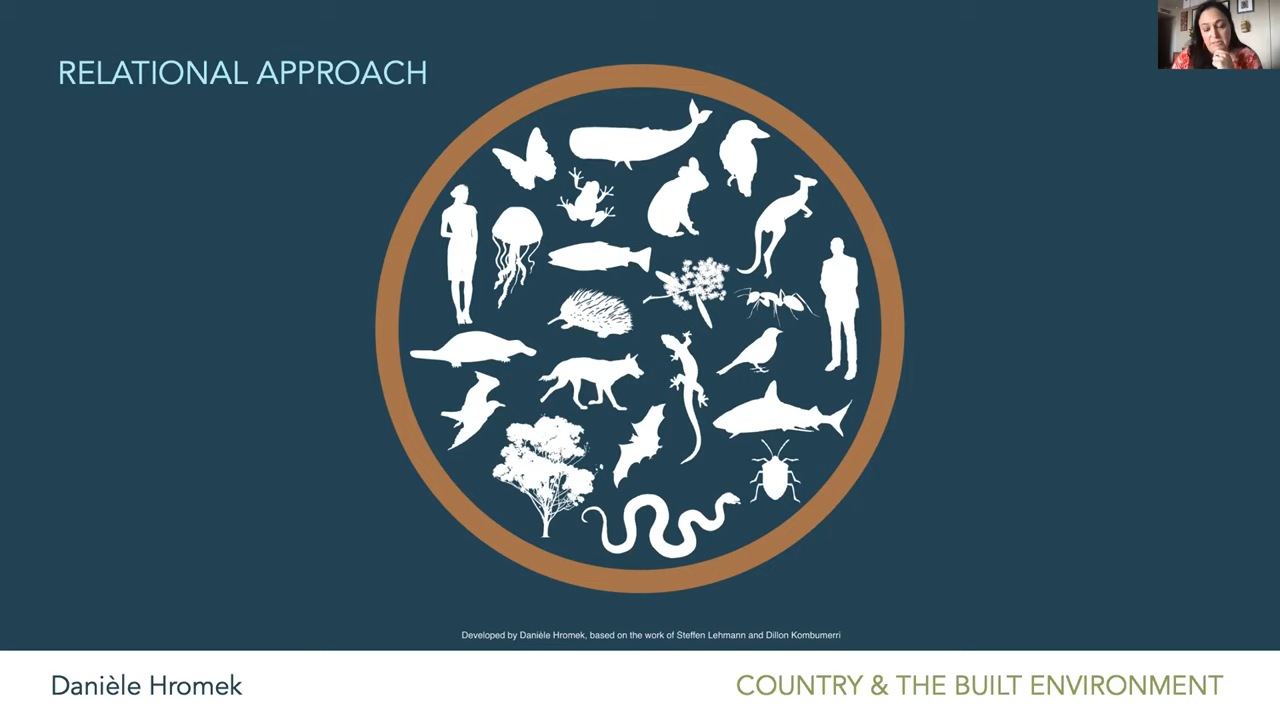 RELATIONAL APPROACH
Developed by Danièle Hromek, based on the work of Steffen Lehmann and Dillon Kombumerri
Danièle Hromek
COUNTRY & THE BUILT ENVIRONMENT